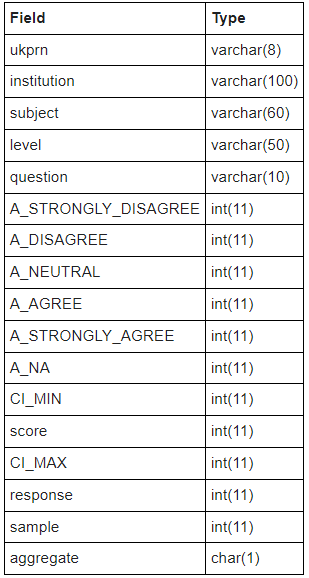 Field Type
ukprn varchar(8)
institution varchar(100)
subject varchar(60)
level varchar(50)
question varchar(10)
A_STRONGLY_DISAGREE int(11)
A_DISAGREE int(11)
A_NEUTRAL int(11)
A_AGREE int(11)
A_STRONGLY_AGREE int(11)
A_NA int(11)
CI_MIN int(11)
score int(11)
CI_MAX int(11)
response int(11)
sample int(11)
aggregate char(1)